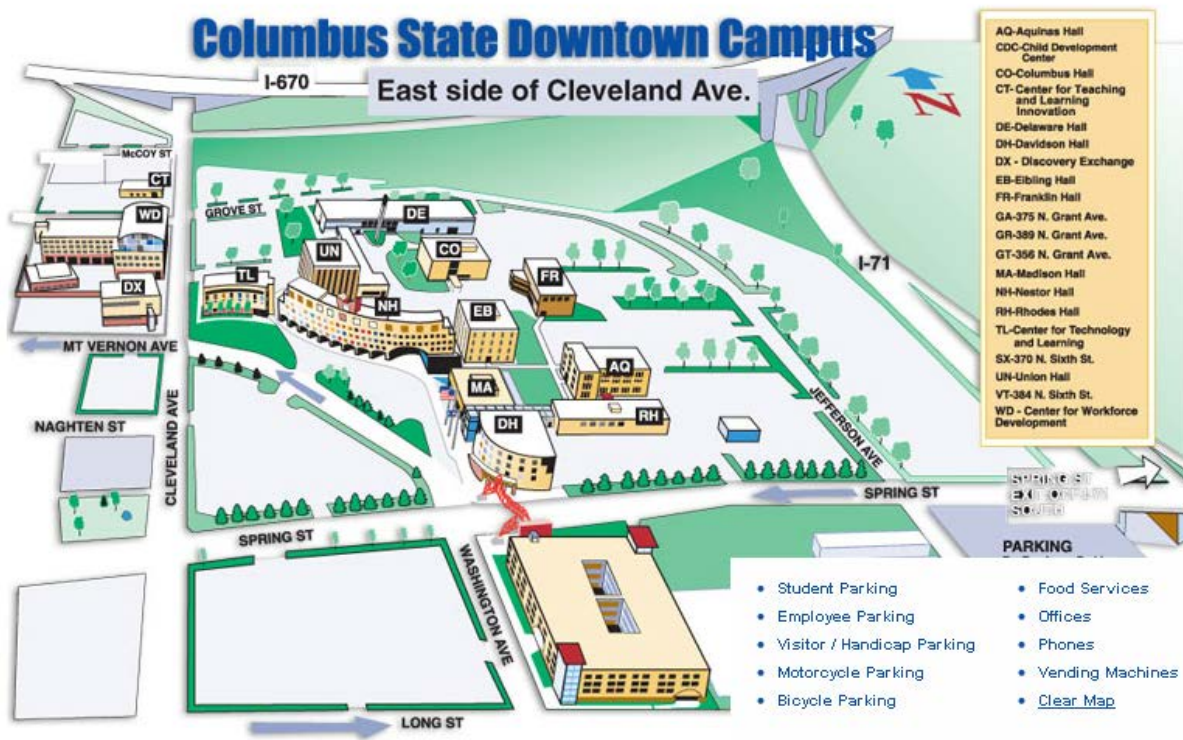 Columbus State Downtown Campus
East side of Cleveland Ave.
I-670
N
McCOY ST
CT
WD
DX
GROVE ST
DE
UN
CO
TL
NH
FR
EB
MA
AQ
DH
RH
I-71
MT VERNON AVE
NAGHTEN ST
CLEVELAND AVE
JEFFERSON AVE
SPRING ST
SPRING ST
WASHINGTON AVE
LONG ST
SPRING ST
EXIT
SOUTH
PARKING
AQ-Aquinas Hall
CDC-Child Development
Center
CO-Columbus Hall
CT- Center for Teaching
and Learning
Innovation
DE-Delaware Hall
DH-Davidson Hall
DX - Discovery Exchange
EB-Eibling Hall
FR-Franklin Hall
GA-375 N. Grant Ave.
GR-389 N. Grant Ave.
GT-356 N. Grant Ave.
MA-Madison Hall
NH-Nestor Hall
RH-Rhodes Hall
TL-Center for Technology
and Learning
SX-370 N. Sixth St.
UN-Union Hall
VT-384 N. Sixth St.
WD - Center for Workforce
Development
• Student Parking
• Employee Parking
• Visitor / Handicap Parking
• Motorcycle Parking
• Bicycle Parking
• Food Services
• Offices
• Phones
• Vending Machines
• Clear Map